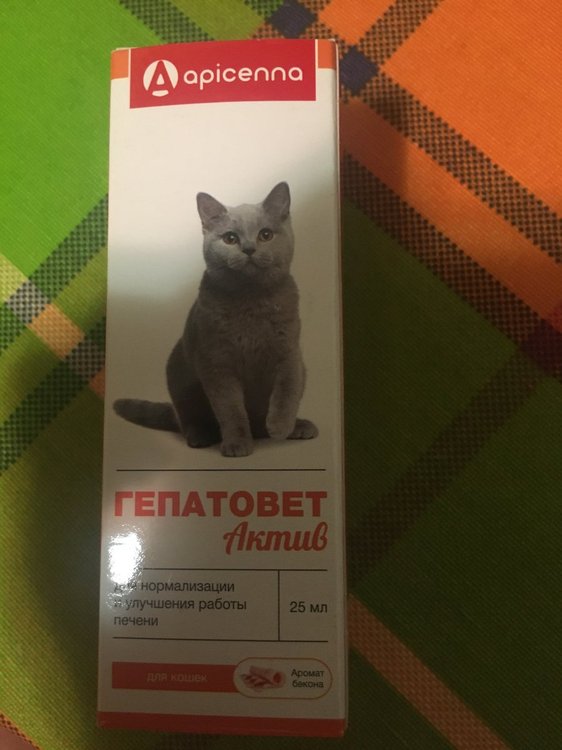 apicenna
ГЕПАТОВЕТ
Актив
для нормализации
и улучшения работы
печени
25 мл
для кошек
Аромат
бекона